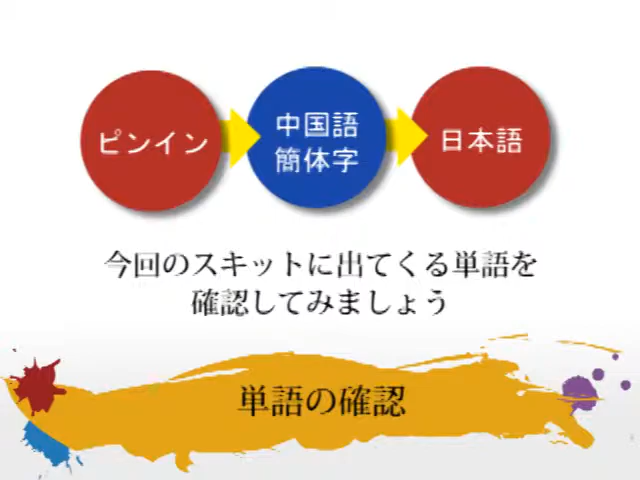 ピンイン
中国語
簡体字
日本語
今回のスキットに出てくる単語を
確認してみましょう
単語の確認